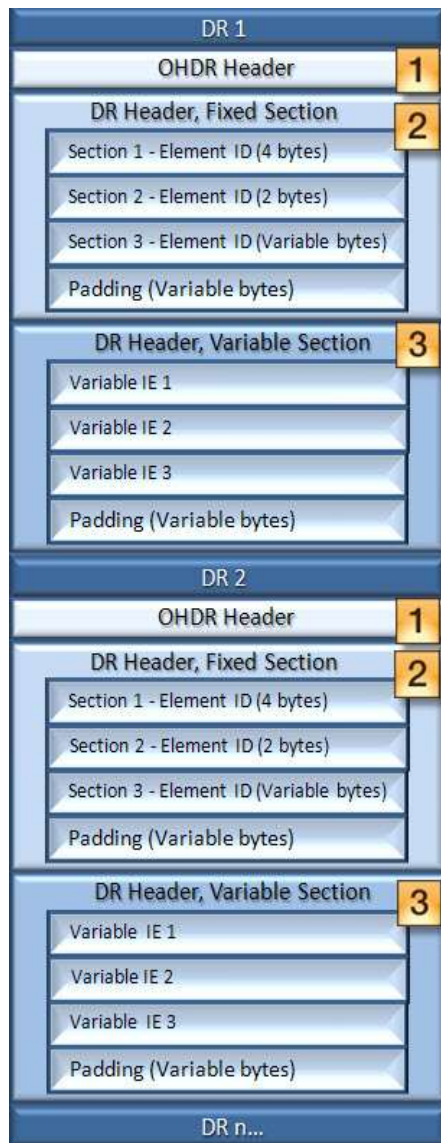 DR 1
OHDR Header 1
DR Header, Fixed Section 2
Section 1 - Element ID (4 bytes)
Section 2 - Element ID (2 bytes)
Section 3 - Element ID (Variable bytes)
Padding (Variable bytes)
DR Header, Variable Section 3
Variable IE 1
Variable IE 2
Variable IE 3
Padding (Variable bytes)
DR 2
OHDR Header 1
DR Header, Fixed Section 2
Section 1 - Element ID (4 bytes)
Section 2 - Element ID (2 bytes)
Section 3 - Element ID (Variable bytes)
Padding (Variable bytes)
DR Header, Variable Section 3
Variable IE 1
Variable IE 2
Variable IE 3
Padding (Variable bytes)
DR n...